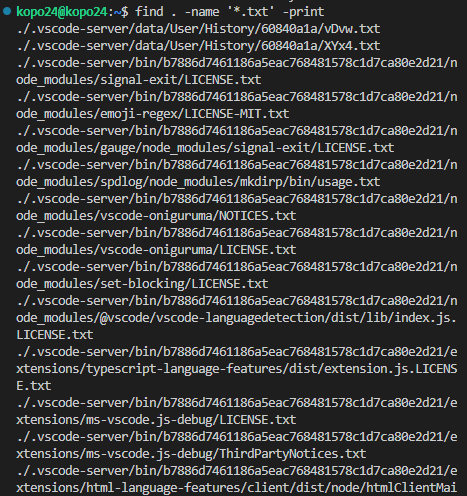 kopo24@kopo24:~$ find . -name '*.txt' -print
./.vscode-server/data/User/History/60840a1a/vDvw.txt
./.vscode-server/data/User/History/60840a1a/XYx4.txt
./.vscode-server/bin/b7886d7461186a5eac768481578c1d7ca80e2d21/n
ode_modules/signal-exit/LICENSE.txt
./.vscode-server/bin/b7886d7461186a5eac768481578c1d7ca80e2d21/n
ode_modules/emoji-regex/LICENSE-MIT.txt
./.vscode-server/bin/b7886d7461186a5eac768481578c1d7ca80e2d21/n
ode_modules/gauge/node_modules/signal-exit/LICENSE.txt
./.vscode-server/bin/b7886d7461186a5eac768481578c1d7ca80e2d21/n
ode_modules/spdlog/node_modules/mkdirp/bin/usage.txt
./.vscode-server/bin/b7886d7461186a5eac768481578c1d7ca80e2d21/n
ode_modules/vscode-oniguruma/NOTICES.txt
./.vscode-server/bin/b7886d7461186a5eac768481578c1d7ca80e2d21/n
ode_modules/vscode-oniguruma/LICENSE.txt
./.vscode-server/bin/b7886d7461186a5eac768481578c1d7ca80e2d21/n
ode_modules/set-blocking/LICENSE.txt
./.vscode-server/bin/b7886d7461186a5eac768481578c1d7ca80e2d21/n
ode_modules/@vscode/vscode-languagedetection/dist/lib/index.js.
LICENSE.txt
./.vscode-server/bin/b7886d7461186a5eac768481578c1d7ca80e2d21/e
xtensions/typescript-language-features/dist/extension.js.LICENS
E.txt
./.vscode-server/bin/b7886d7461186a5eac768481578c1d7ca80e2d21/e
xtensions/ms-vscode.js-debug/LICENSE.txt
./.vscode-server/bin/b7886d7461186a5eac768481578c1d7ca80e2d21/e
xtensions/ms-vscode.js-debug/ThirdPartyNotices.txt
./.vscode-server/bin/b7886d7461186a5eac768481578c1d7ca80e2d21/e
xtensions/html-language-features/client/dist/node/htmlClientMai